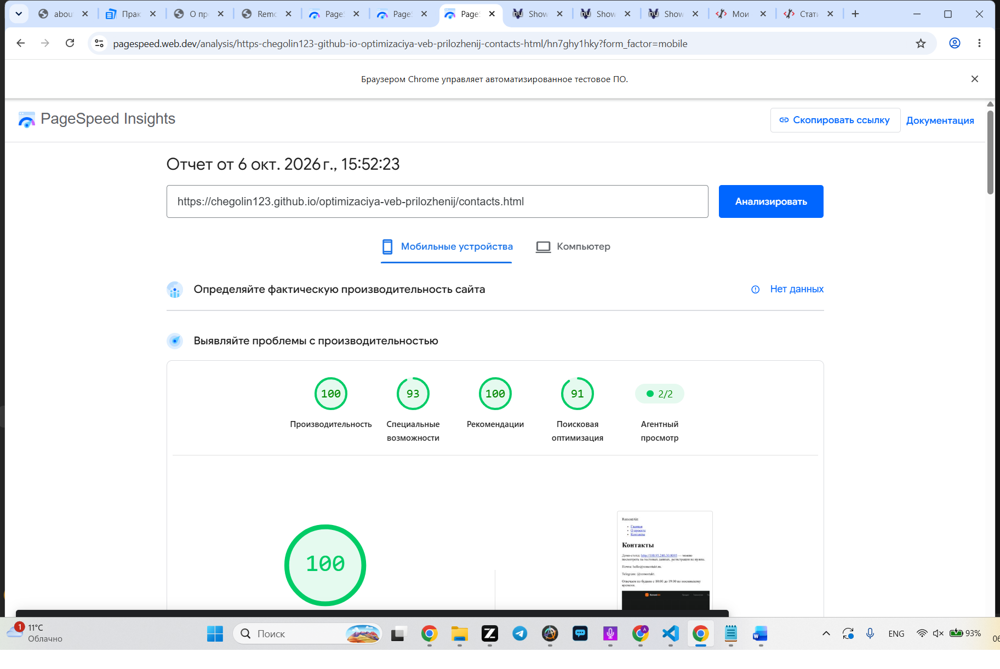 abou
Прак
О пр
Remo
Page
Page
Page
Show
Show
Show
Мои
Стати
pagespeed.web.dev/analysis/https-chegolin123-github-io-optimizaciya-veb-prilozhenij-contacts-html/hn7ghy1hky?form_factor=mobile
Браузером Chrome управляет автоматизированное тестовое ПО.
PageSpeed Insights
Скопировать ссылку
Документация
Отчет от 6 окт. 2026 г., 15:52:23
https://chegolin123.github.io/optimizaciya-veb-prilozhenij/contacts.html
Анализировать
Мобильные устройства
Компьютер
Определяйте фактическую производительность сайта
Нет данных
Выявляйте проблемы с производительностью
100
93
100
91
2/2
Производительность
Специальные возможности
Рекомендации
Поисковая оптимизация
Агентный просмотр
100
RemontAkt
Главная
О проекте
Контакты
Контакты
Демо-стенд: http://100.95.240.30:8095 — можно
посмотреть на тестовых данных, регистрация не нужна.
Почта: hello@remontakt.ru.
Telegram: @remontakt.
Отвечаем по будням с 10:00 до 19:00 по московскому
времени.
RemontAkt
1
11°C
Облачно
Поиск
ENG
93%
06